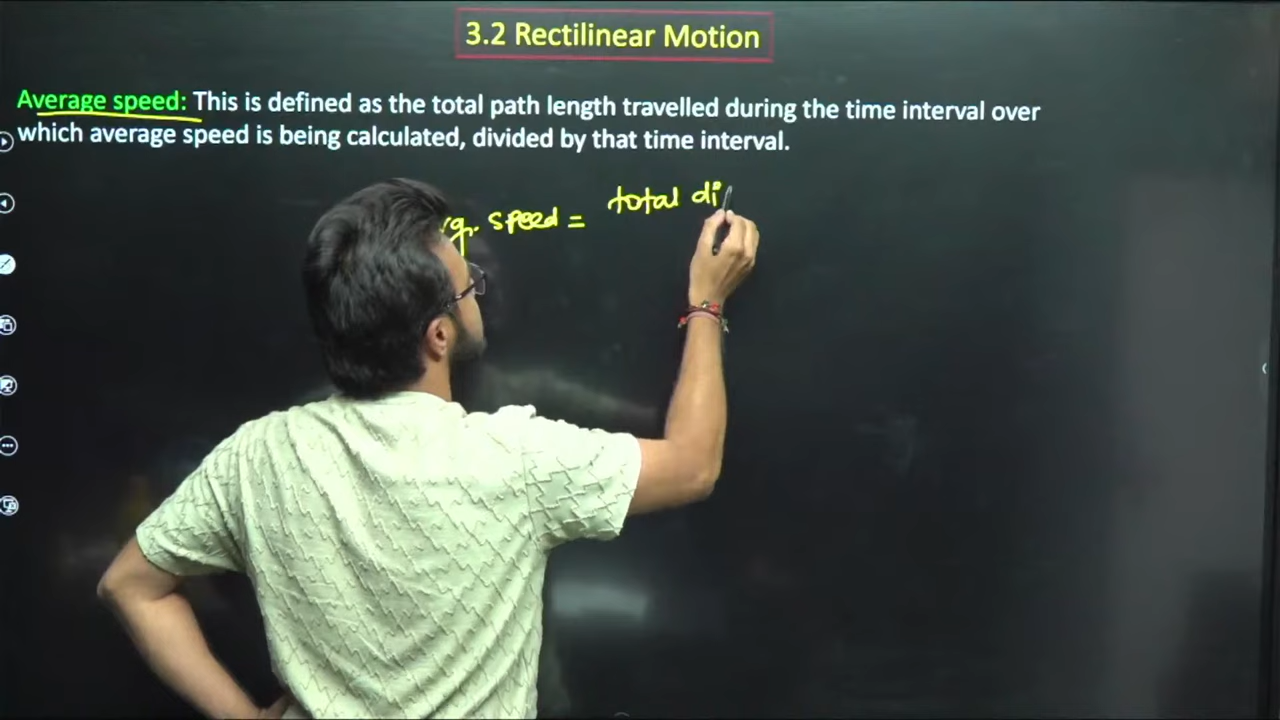 3.2 Rectilinear Motion
Average speed: This is defined as the total path length travelled during the time interval over
which average speed is being calculated, divided by that time interval.
speed = total di